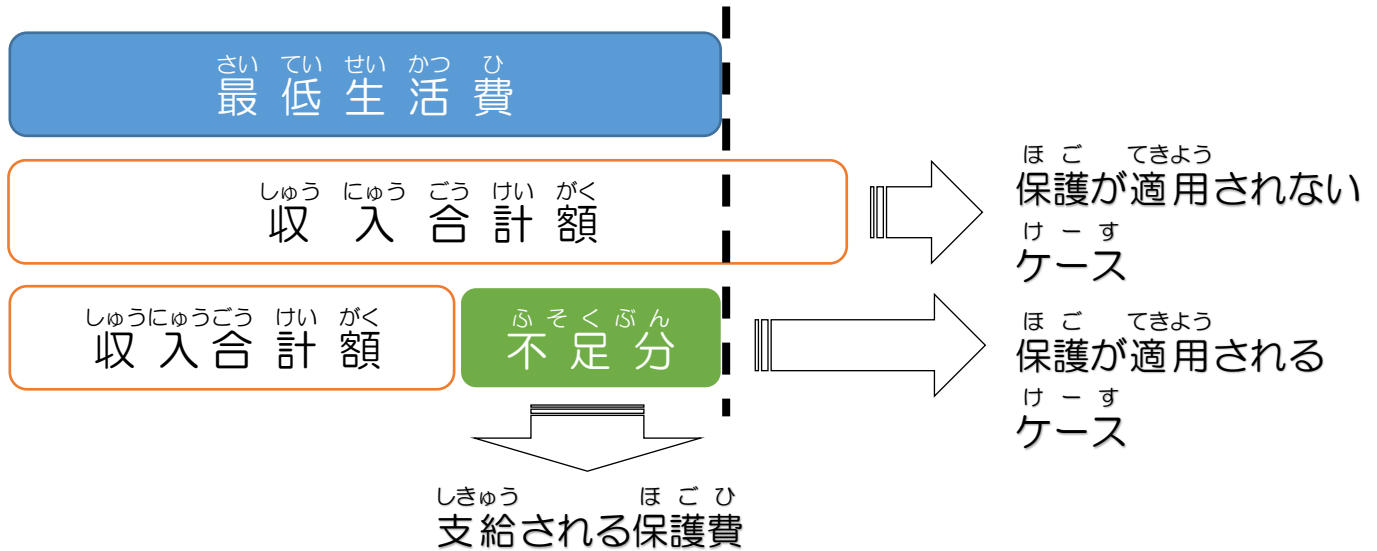 さい てい せい かつ ひ
最低生活費
しゅう にゅう ごう けい がく
収入合計額
ほ ご てきよう
保護が適用されない
けーす
ケース
しゅうにゅうごう けい がく
収入合計額
ふそくぶん
不足分
ほ ご てきよう
保護が適用される
けーす
ケース
しきゅう ほ ご ひ
支給される保護費